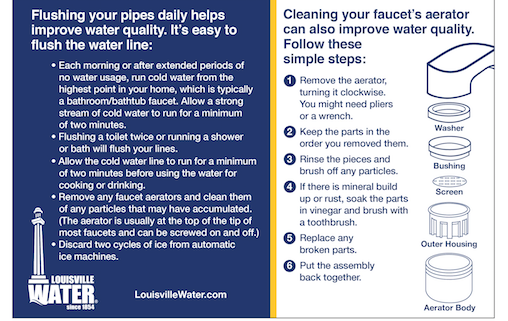 Flushing your pipes daily helps
improve water quality. It's easy to
flush the water line:
• Each morning or after extended periods of
no water usage, run cold water from the
highest point in your home, which is typically
a bathroom/bathtub faucet. Allow a strong
stream of cold water to run for a minimum
of two minutes.
• Flushing a toilet twice or running a shower
or bath will flush your lines.
• Allow the cold water line to run for a minimum
of two minutes before using the water for
cooking or drinking.
• Remove any faucet aerators and clean them
of any particles that may have accumulated.
(The aerator is usually at the top of the tip of
most faucets and can be screwed on and off.)
• Discard two cycles of ice from automatic
ice machines.
LOUISVILLE
WATER
since 1854
LouisvilleWater.com
Cleaning your faucet's aerator
can also improve water quality.
Follow these
simple steps:
1 Remove the aerator,
turning it clockwise.
You might need pliers
or a wrench.
2 Keep the parts in the
order you removed them.
3 Rinse the pieces and
brush off any particles.
4 If there is mineral build
up or rust, soak the parts
in vinegar and brush with
a toothbrush.
5 Replace any
broken parts.
6 Put the assembly
back together.
Washer
Bushing
Screen
Outer Housing
Aerator Body